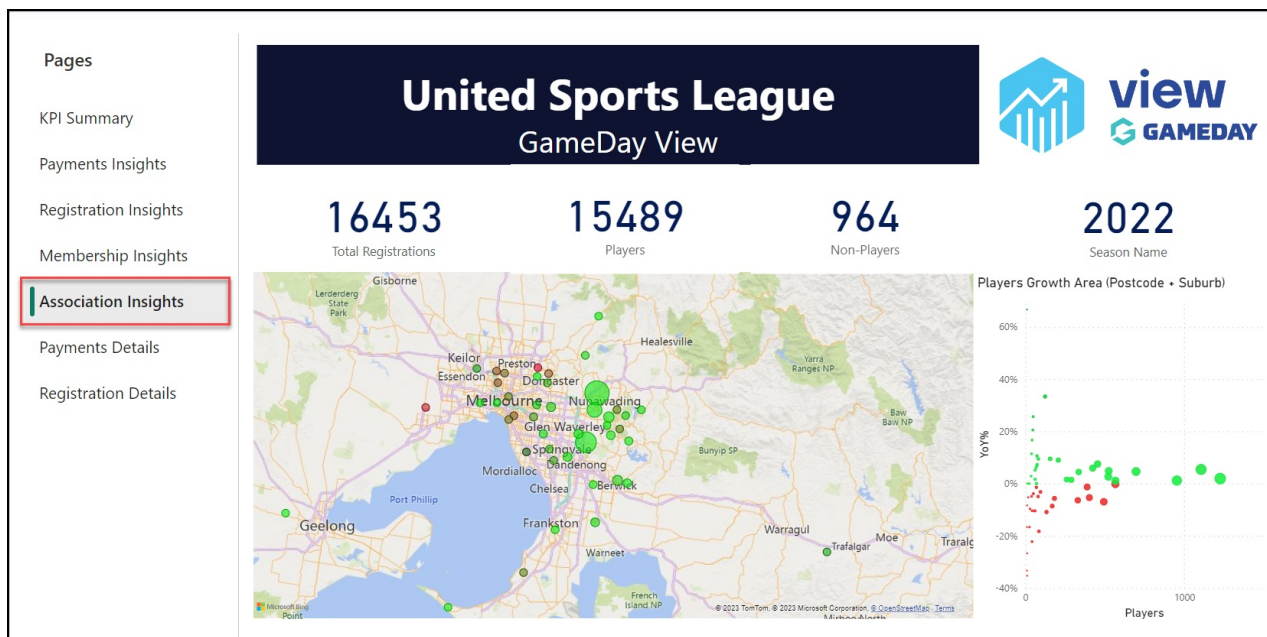 Pages
KPI Summary
Payments Insights
Registration Insights
Membership Insights
Association Insights
Payments Details
Registration Details
United Sports League
GameDay View
view
GAMEDAY
16453
Total Registrations
15489
Players
964
Non-Players
2022
Season Name
Gisborne
Lerderderg
State
Park
Healesville
Keilor
Preston
Essendon
Doncaster
Yarra
Ranges NP
Melbourne
Nunawading
Baw
Baw NP
Glen Waverley
Springvale
Bunyip SP
Dandenong
Mordialloc
Chelsea
Berwick
Port Phillip
Geelong
Frankston
Warragul
Moe
Trafalgar
Traralg
Warneet
French
Island NP
Microsoft Bing
Point
© 2023 TomTom, © 2023 Microsoft Corporation, © OpenStreetMap Terms
Players Growth Area (Postcode + Suburb)
60%
40%
20%
0%
-20%
-40%
YoY%
0
1000
Players